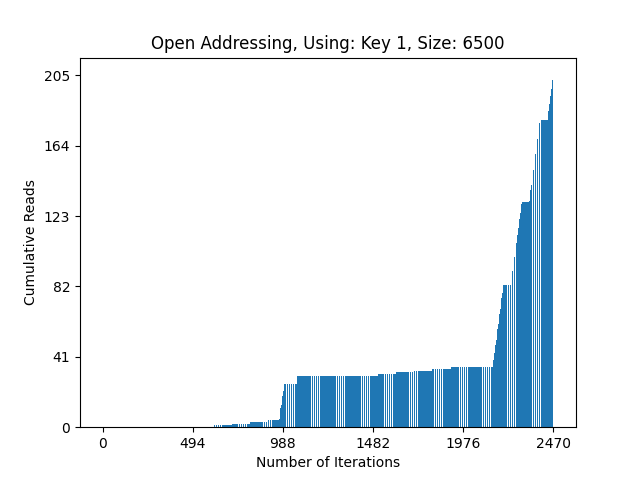 Open Addressing, Using: Key 1, Size: 6500
205
164
123
82
41
0
Cumulative Reads
0 494 988 1482 1976 2470
Number of Iterations